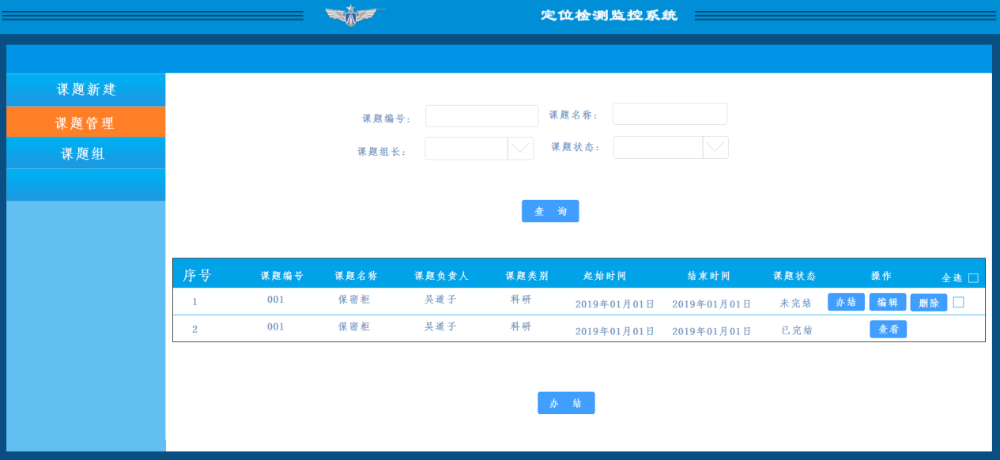 定位检测监控系统
课题新建
课题管理
课题组
课题编号： 课题名称：
课题组长： 课题状态：
查 询
序号 课题编号 课题名称 课题负责人 课题类别 起始时间 结束时间 课题状态 操作 全选
1 001 保密柜 吴道子 科研 2019年01月01日 2019年01月01日 未完结 办结 编辑 删除
2 001 保密柜 吴道子 科研 2019年01月01日 2019年01月01日 已完结 查看
办 结